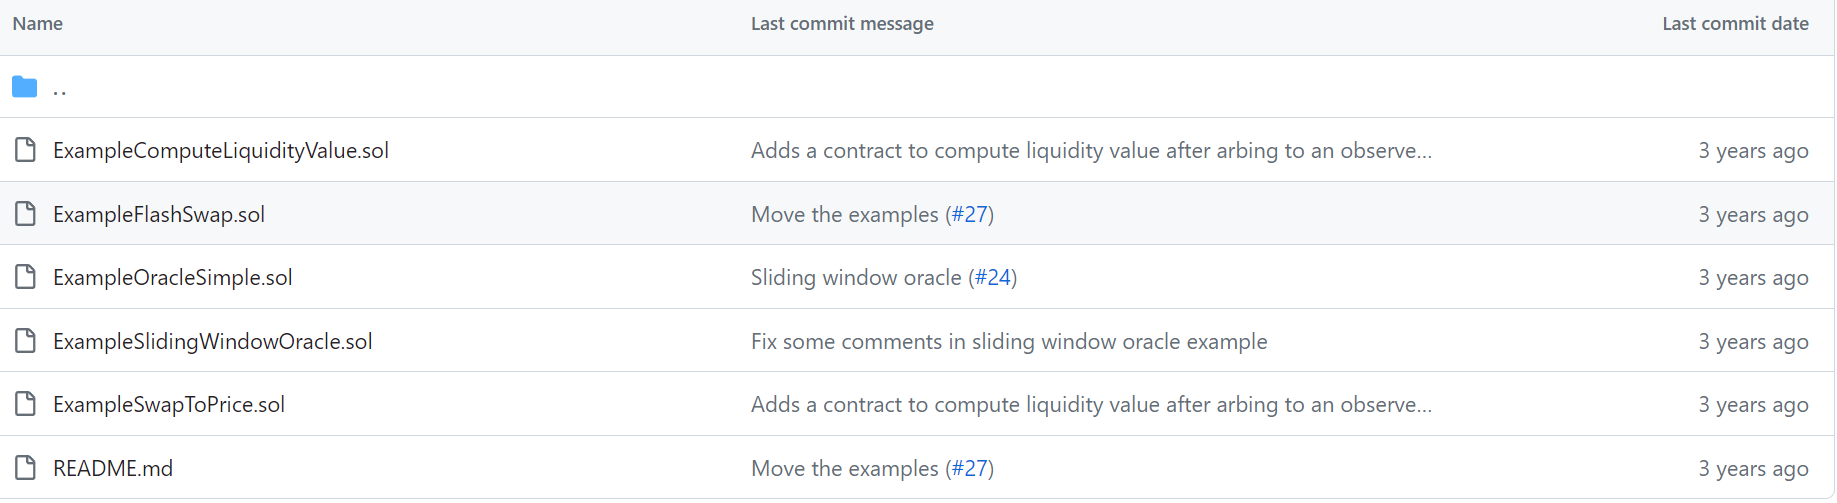 Name Last commit message Last commit date
..
ExampleComputeLiquidityValue.sol Adds a contract to compute liquidity value after arbing to an observe... 3 years ago
ExampleFlashSwap.sol Move the examples (#27) 3 years ago
ExampleOracleSimple.sol Sliding window oracle (#24) 3 years ago
ExampleSlidingWindowOracle.sol Fix some comments in sliding window oracle example 3 years ago
ExampleSwapToPrice.sol Adds a contract to compute liquidity value after arbing to an observe... 3 years ago
README.md Move the examples (#27) 3 years ago